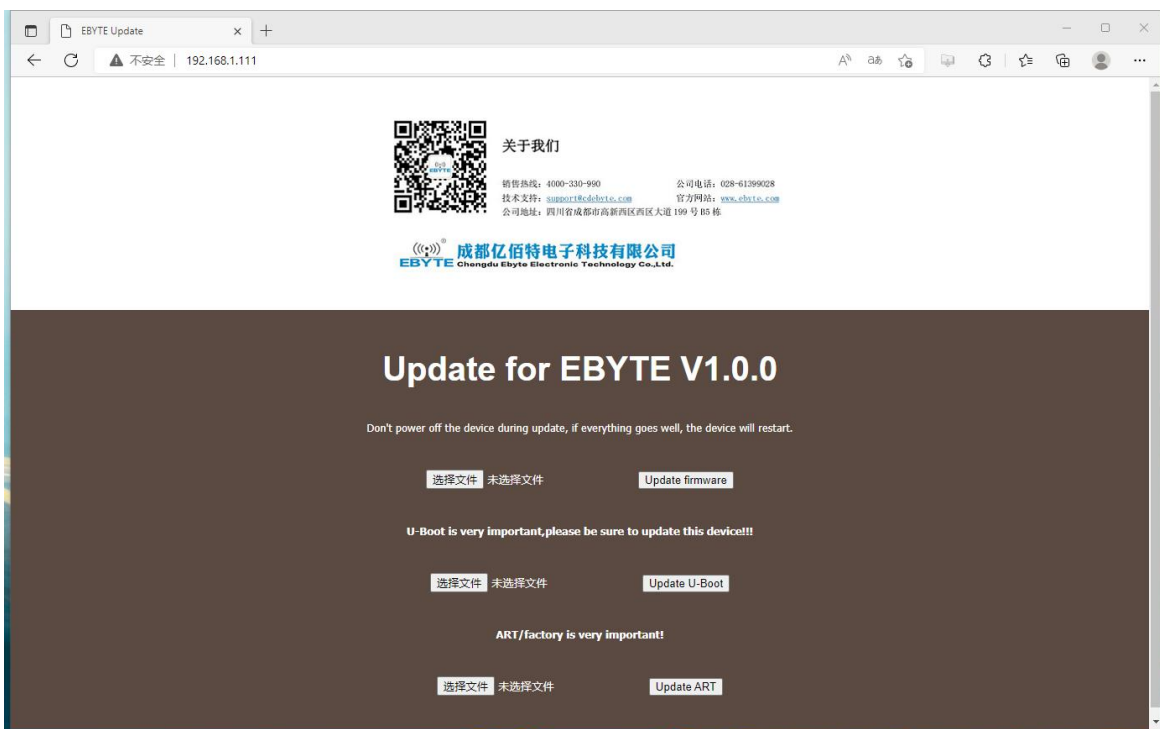 EBYTE Update
不安全 | 192.168.1.111
关于我们
销售热线：4000-330-990 公司电话：028-61399028
技术支持：support@cdebyte.com 官方网站：www.ebyte.com
公司地址：四川省成都市高新西区西区大道 199 号 B5 栋
EBYTE
EBYTE ® 成都亿佰特电子科技有限公司
Chengdu Ebyte Electronic Technology Co.,Ltd.
Update for EBYTE V1.0.0
Don't power off the device during update, if everything goes well, the device will restart.
选择文件 未选择文件 Update firmware
U-Boot is very important,please be sure to update this device!!!
选择文件 未选择文件 Update U-Boot
ART/factory is very important!
选择文件 未选择文件 Update ART